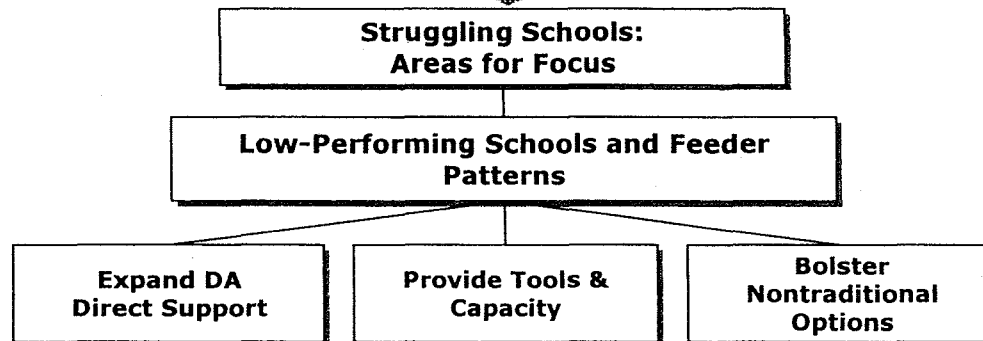 Struggling Schools:
Areas for Focus
Low-Performing Schools and Feeder
Patterns
Expand DA
Direct Support
Provide Tools &
Capacity
Bolster
Nontraditional
Options